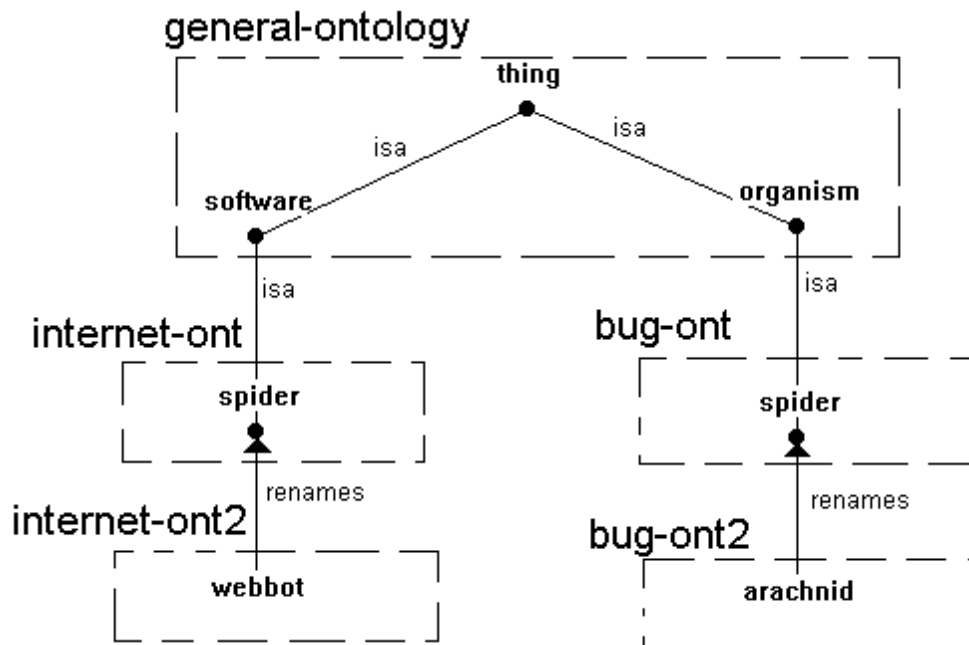 general-ontology
thing
isa
isa
software
organism
isa
isa
internet-ont
bug-ont
spider
spider
renames
renames
internet-ont2
bug-ont2
webbot
arachnid